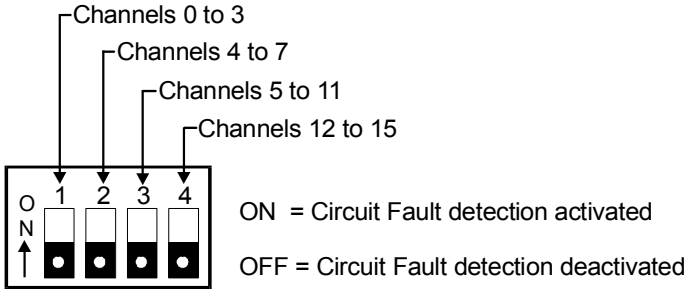 Channels 0 to 3
Channels 4 to 7
Channels 5 to 11
Channels 12 to 15
1 2 3 4
O
N
ON = Circuit Fault detection activated
OFF = Circuit Fault detection deactivated